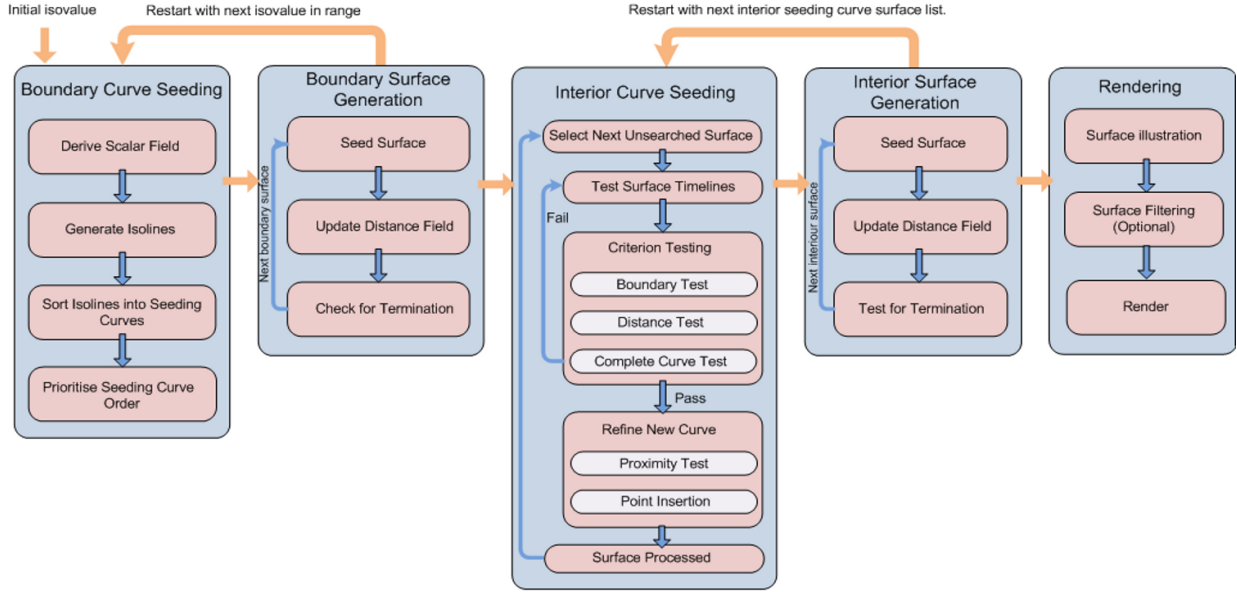 Initial isovalue
Restart with next isovalue in range
Restart with next interior seeding curve surface list.
Boundary Curve Seeding
Derive Scalar Field
Generate Isolines
Sort Isolines into Seeding
Curves
Prioritise Seeding Curve
Order
Boundary Surface
Generation
Seed Surface
Update Distance Field
Check for Termination
Next boundary surface
Interior Curve Seeding
Select Next Unsearched Surface
Test Surface Timelines
Fail
Criterion Testing
Boundary Test
Distance Test
Complete Curve Test
Pass
Refine New Curve
Proximity Test
Point Insertion
Surface Processed
Interior Surface
Generation
Seed Surface
Update Distance Field
Test for Termination
Next interiour surface
Rendering
Surface illustration
Surface Filtering
(Optional)
Render